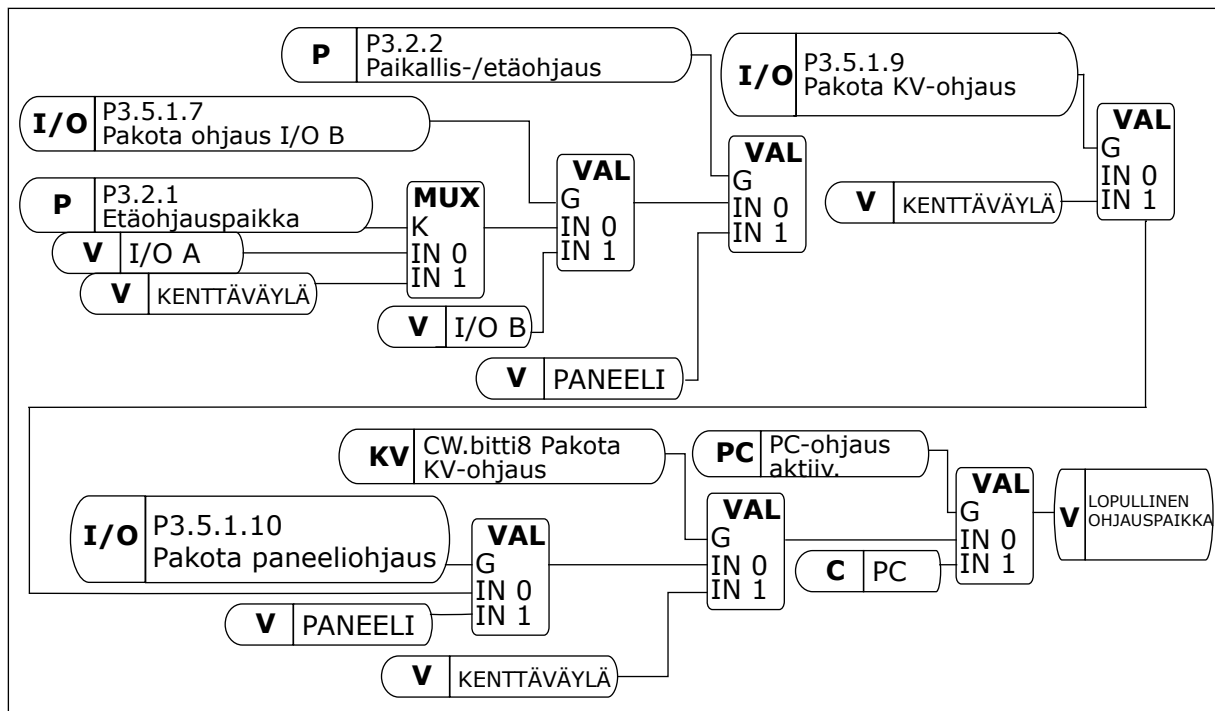 P
P3.2.2
Paikallis-/etäohjaus
I/O
P3.5.1.9
Pakota KV-ohjaus
I/O
P3.5.1.7
Pakota ohjaus I/O B
P
P3.2.1
Etäohjauspaikka
V
I/O A
V
KENTTÄVÄYLÄ
MUX
K
IN 0
IN 1
VAL
G
IN 0
IN 1
V
I/O B
VAL
G
IN 0
IN 1
V
PANEELI
V
KENTTÄVÄYLÄ
VAL
G
IN 0
IN 1
KV
CW.bitti8 Pakota
KV-ohjaus
PC
PC-ohjaus
aktiiv.
I/O
P3.5.1.10
Pakota paneeliohjaus
V
PANEELI
VAL
G
IN 0
IN 1
V
KENTTÄVÄYLÄ
VAL
G
IN 0
IN 1
C
PC
VAL
G
IN 0
IN 1
V
LOPULLINEN
OHJAUSPAIKKA